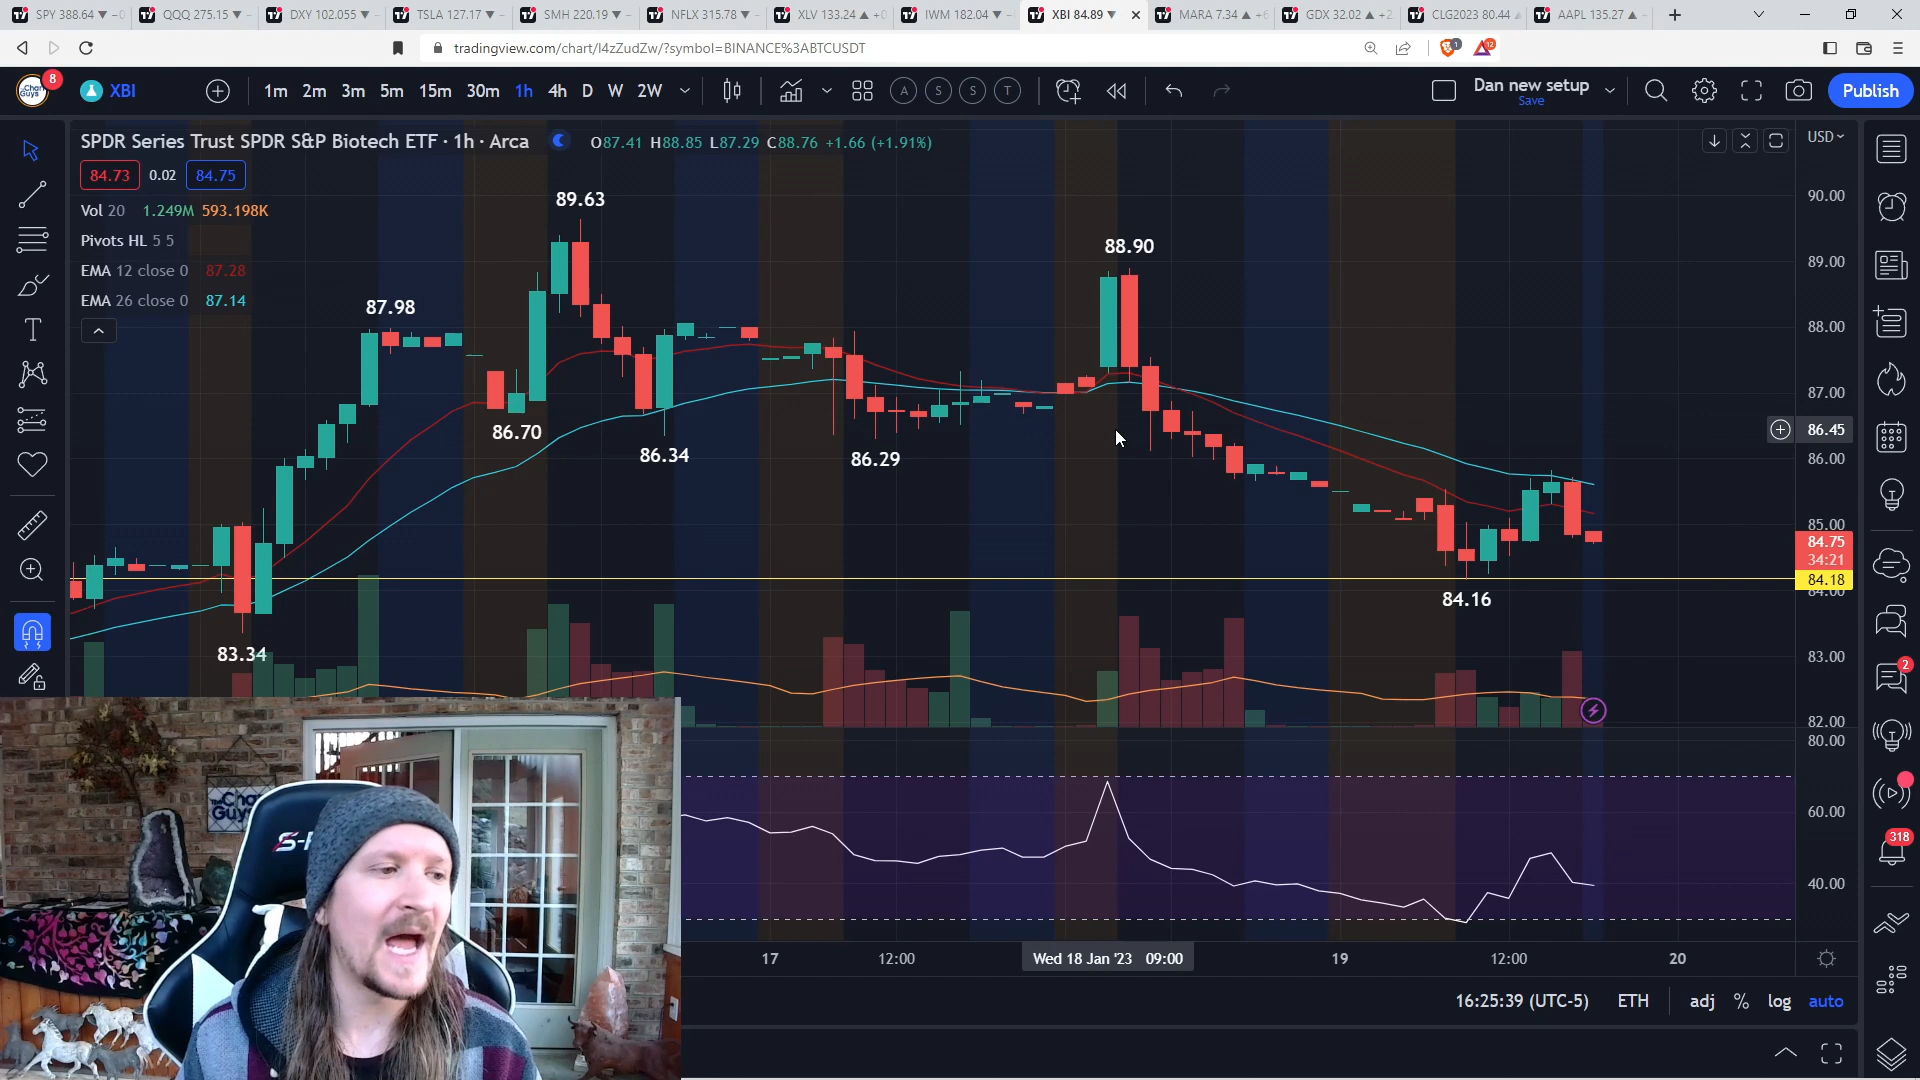 SPY 388.64
QQQ 275.15
DXY 102.055
TSLA 127.17
SMH 220.19
NFLX 315.78
XLV 133.24
IWM 182.04
XBI 84.89
MARA 7.34
GDX 32.02
CLG2023 80.44
AAPL 135.27
tradingview.com/chart/I4zZudZw/?symbol=BINANCE%3ABTCUSDT
1
12
8
XBI
1m 2m 3m 5m 15m 30m 1h 4h D W 2W
A S S T
Dan new setup
Save
Publish
SPDR Series Trust SPDR S&P Biotech ETF · 1h · Arca
O87.41 H88.85 L87.29 C88.76 +1.66 (+1.91%)
USD
84.73 0.02 84.75
Vol 20 1.249M 593.198K
Pivots HL 5 5
EMA 12 close 0 87.28
EMA 26 close 0 87.14
89.63
88.90
87.98
86.70
86.34
86.29
84.16
83.34
90.00
89.00
88.00
87.00
86.45
86.00
85.00
84.75
34:21
84.18
84.00
83.00
82.00
80.00
60.00
40.00
2
318
17 12:00 Wed 18 Jan '23 09:00 19 12:00 20
16:25:39 (UTC-5) ETH adj % log auto